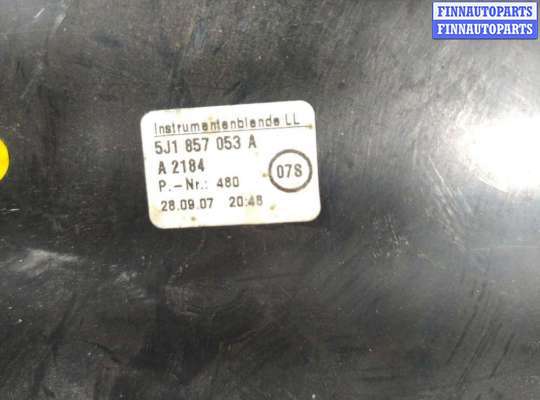 FINNAUTOPARTS
FINNAUTOPARTS
Instrumentenblende LL
5J1 857 053 A
A 2184
07S
P.-Nr.: 480
28.09.07 20:48